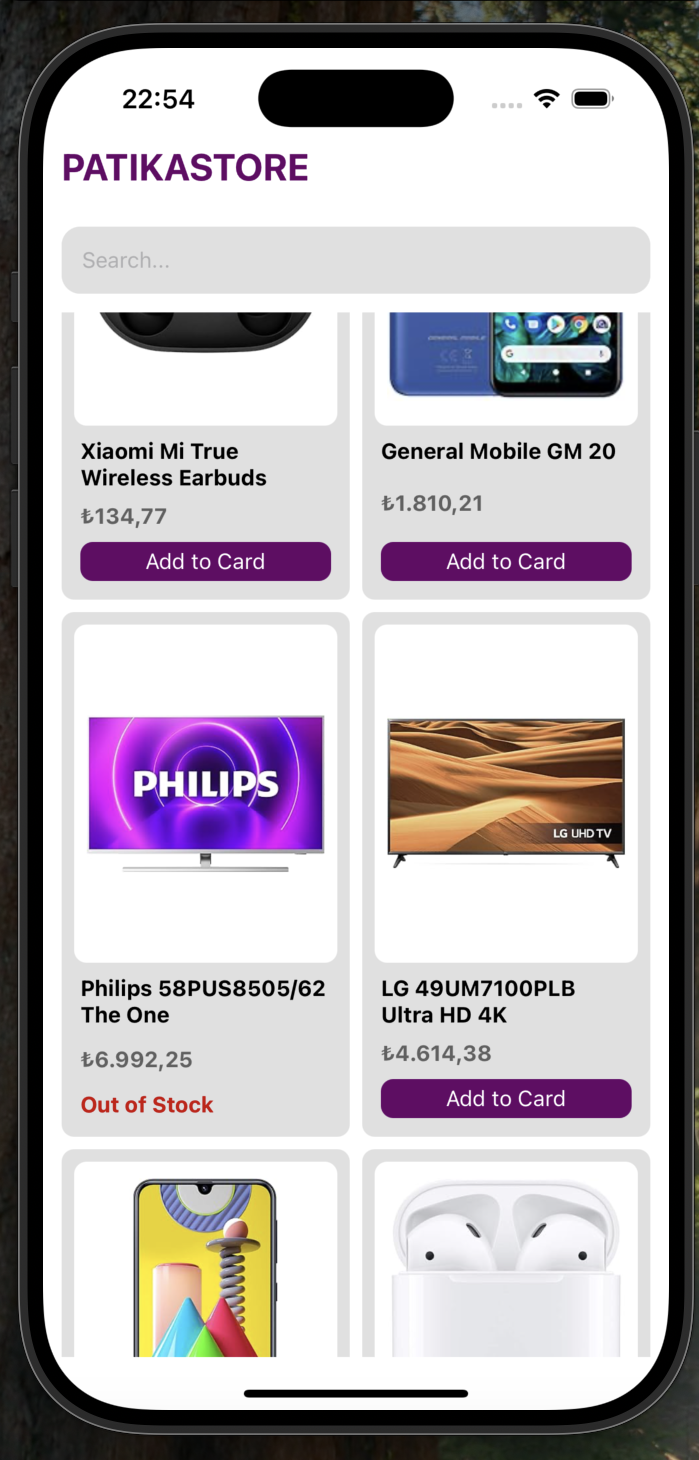 22:54
PATIKASTORE
Search...
Xiaomi Mi True
Wireless Earbuds
₺134,77
Add to Card
General Mobile GM 20
₺1.810,21
Add to Card
PHILIPS
Philips 58PUS8505/62
The One
₺6.992,25
Out of Stock
LG UHD TV
LG 49UM7100PLB
Ultra HD 4K
₺4.614,38
Add to Card